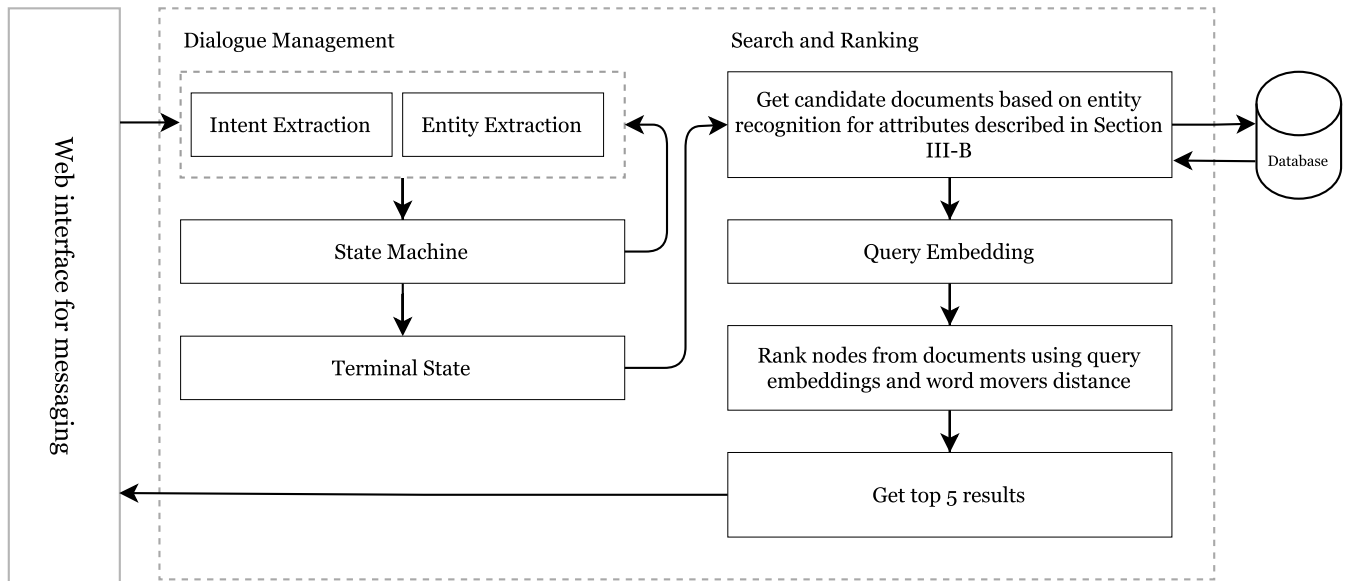 Web interface for messaging
Dialogue Management
Intent Extraction
Entity Extraction
State Machine
Terminal State
Search and Ranking
Get candidate documents based on entity
recognition for attributes described in Section
III-B
Query Embedding
Rank nodes from documents using query
embeddings and word movers distance
Get top 5 results
Database